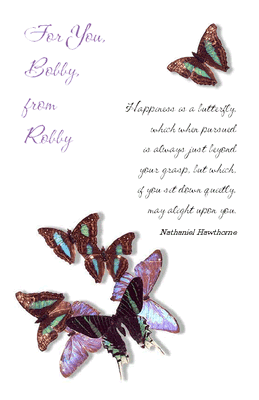 For You,
Bobby,
from
Robby
Happiness is a butterfly,
which when pursued
is always just beyond
your grasp, but which,
if you sit down quietly,
may alight upon you.
Nathaniel Hawthorne